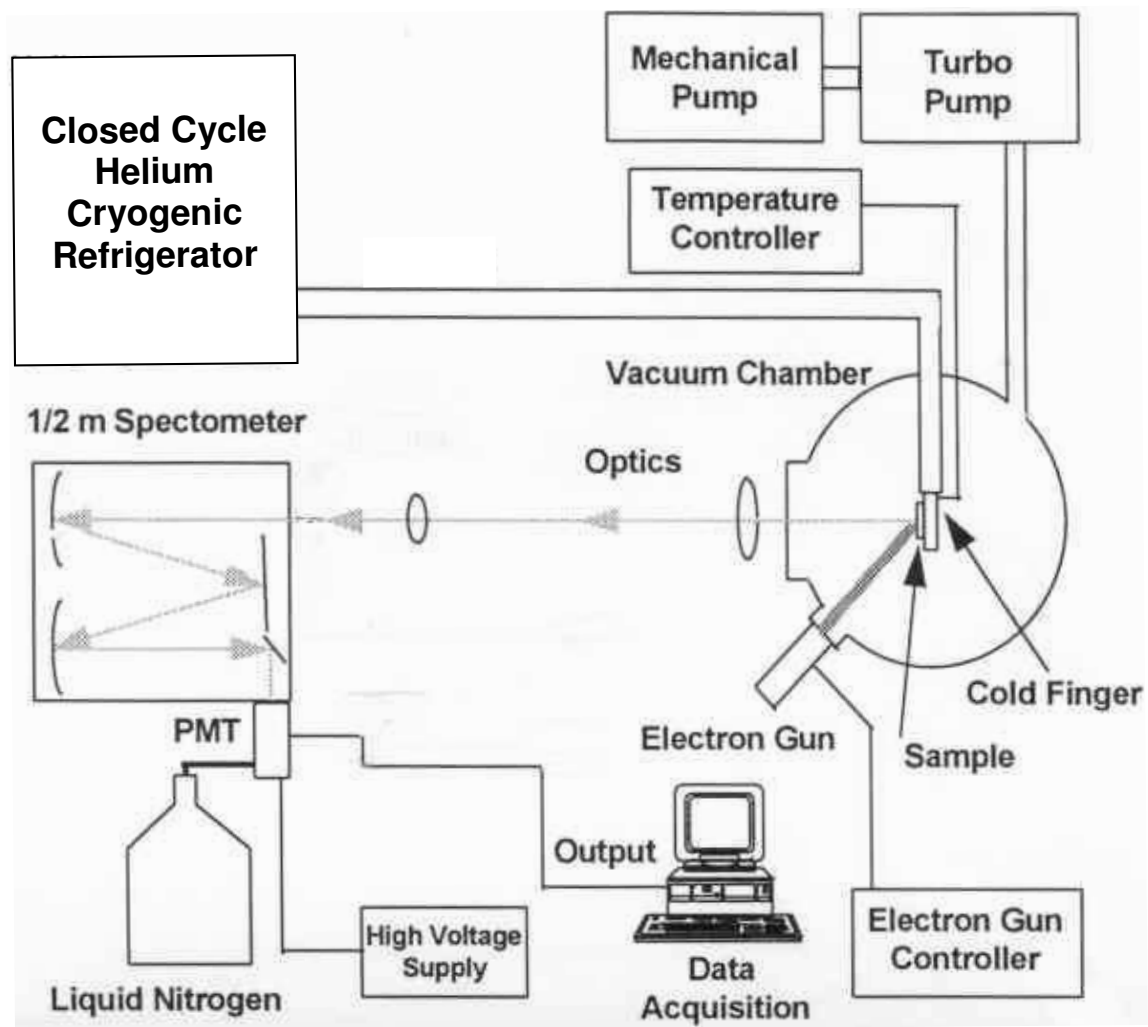 Mechanical
Pump
Turbo
Pump
Closed Cycle
Helium
Cryogenic
Refrigerator
Temperature
Controller
Vacuum Chamber
1/2 m Spectometer
Optics
Cold Finger
PMT
Electron Gun
Sample
Output
High Voltage
Supply
Electron Gun
Controller
Data
Acquisition
Liquid Nitrogen